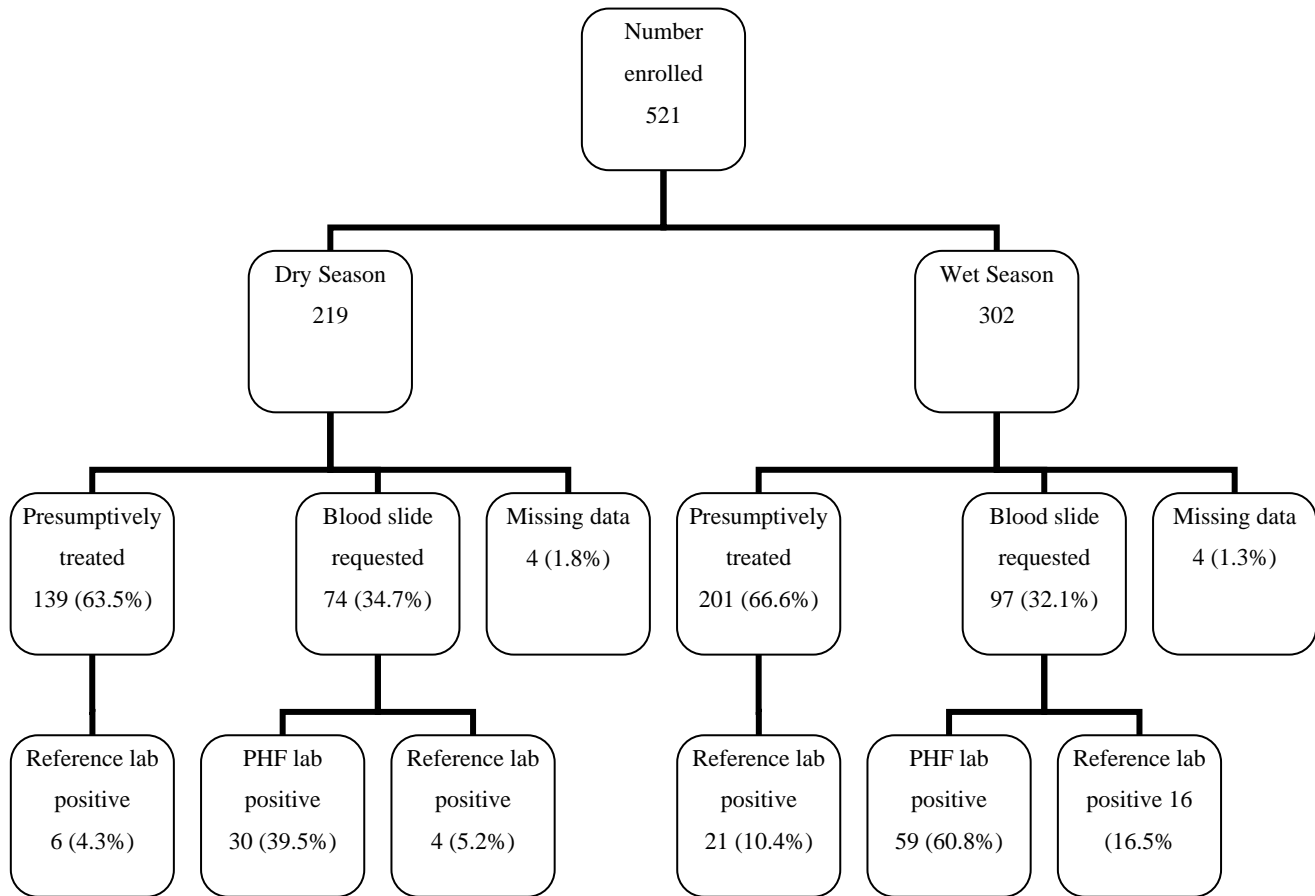 Number
enrolled
521
Dry Season
219
Wet Season
302
Presumptively
treated
139 (63.5%)
Blood slide
requested
74 (34.7%)
Missing data
4 (1.8%)
Presumptively
treated
201 (66.6%)
Blood slide
requested
97 (32.1%)
Missing data
4 (1.3%)
Reference lab
positive
6 (4.3%)
PHF lab
positive
30 (39.5%)
Reference lab
positive
4 (5.2%)
Reference lab
positive
21 (10.4%)
PHF lab
positive
59 (60.8%)
Reference lab
positive 16
(16.5%